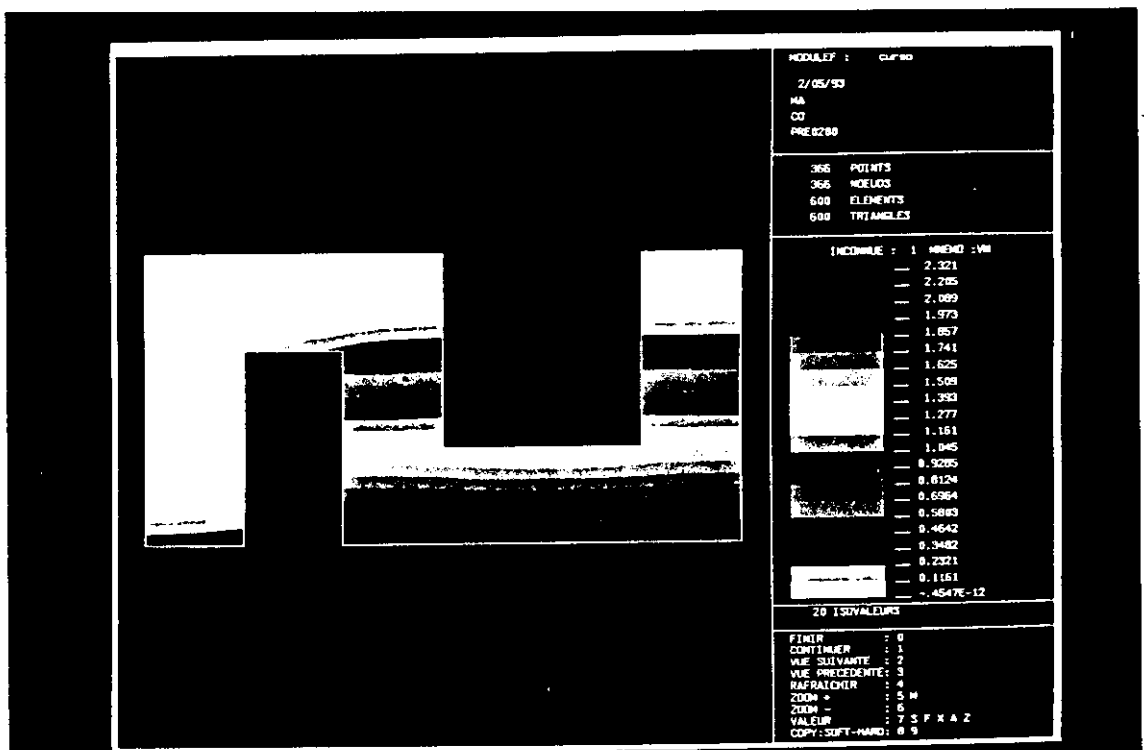 MODULEF : curso
2/05/93
MA
CO
PRE0200
366 POINTS
366 NOEUDS
600 ELEMENTS
600 TRIANGLES
INCONNUE : 1 MNEMO :VN
2.321
2.205
2.089
1.973
1.857
1.741
1.625
1.509
1.393
1.277
1.161
1.045
0.9285
0.8124
0.6964
0.5803
0.4642
0.3482
0.2321
0.1161
-.4547E-12
20 ISOVALEURS
FINIR : 0
CONTINUER : 1
VUE SUIVANTE : 2
VUE PRECEDENTE: 3
RAFRAICHIR : 4
ZOOM + : 5 M
ZOOM - : 6
VALEUR : 7 S F X A Z
COPY:SOFT-HARD: 8 9